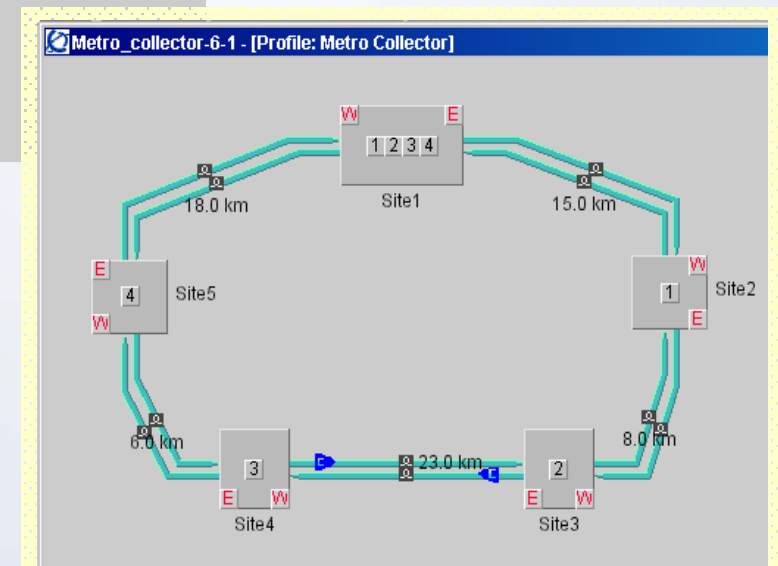 Metro_collector-6-1 - [Profile: Metro Collector]
W E
1 2 3 4
Site1
18.0 km
15.0 km
E
4
W
Site5
W
1
E
Site2
6.0 km
8.0 km
C
23.0 km
C
3
E W
Site4
2
E W
Site3